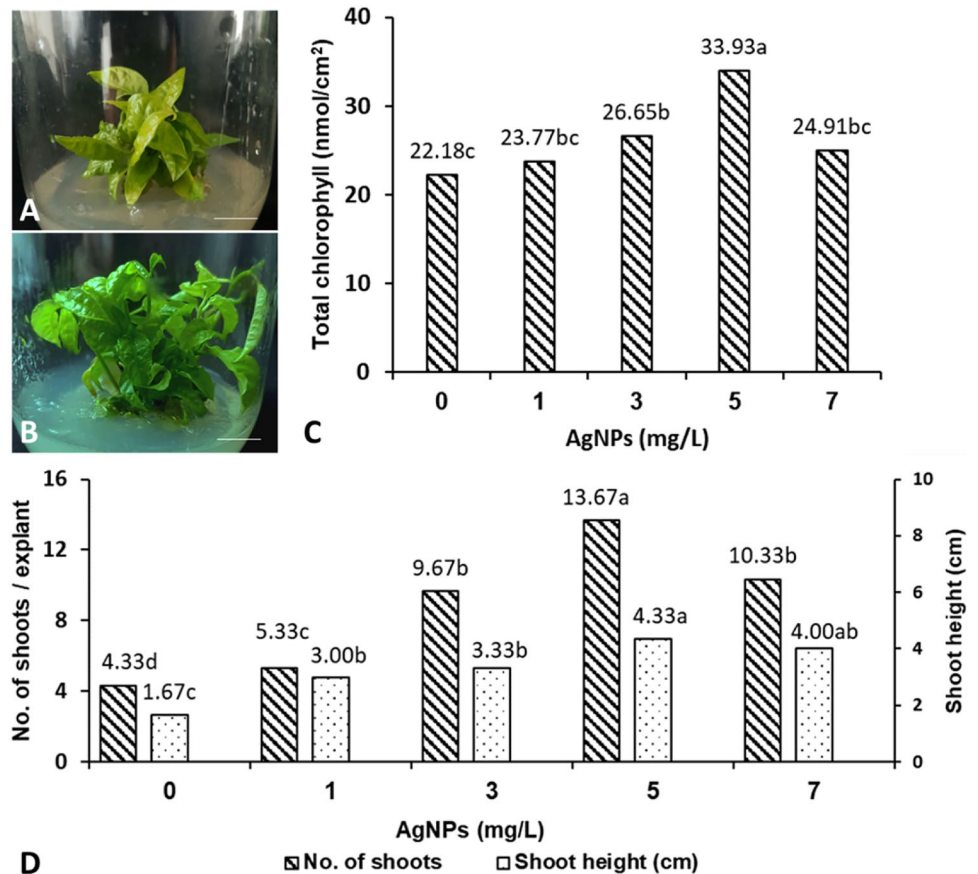 A
B
C
Total chlorophyll (nmol/cm²)
40
30
20
10
0
22.18c
23.77bc
26.65b
33.93a
24.91bc
0 1 3 5 7
AgNPs (mg/L)
No. of shoots / explant
16
12
8
4
0
4.33d
1.67c
5.33c
3.00b
9.67b
3.33b
13.67a
4.33a
10.33b
4.00ab
10
8
6
4
2
0
Shoot height (cm)
0 1 3 5 7
AgNPs (mg/L)
D
No. of shoots Shoot height (cm)